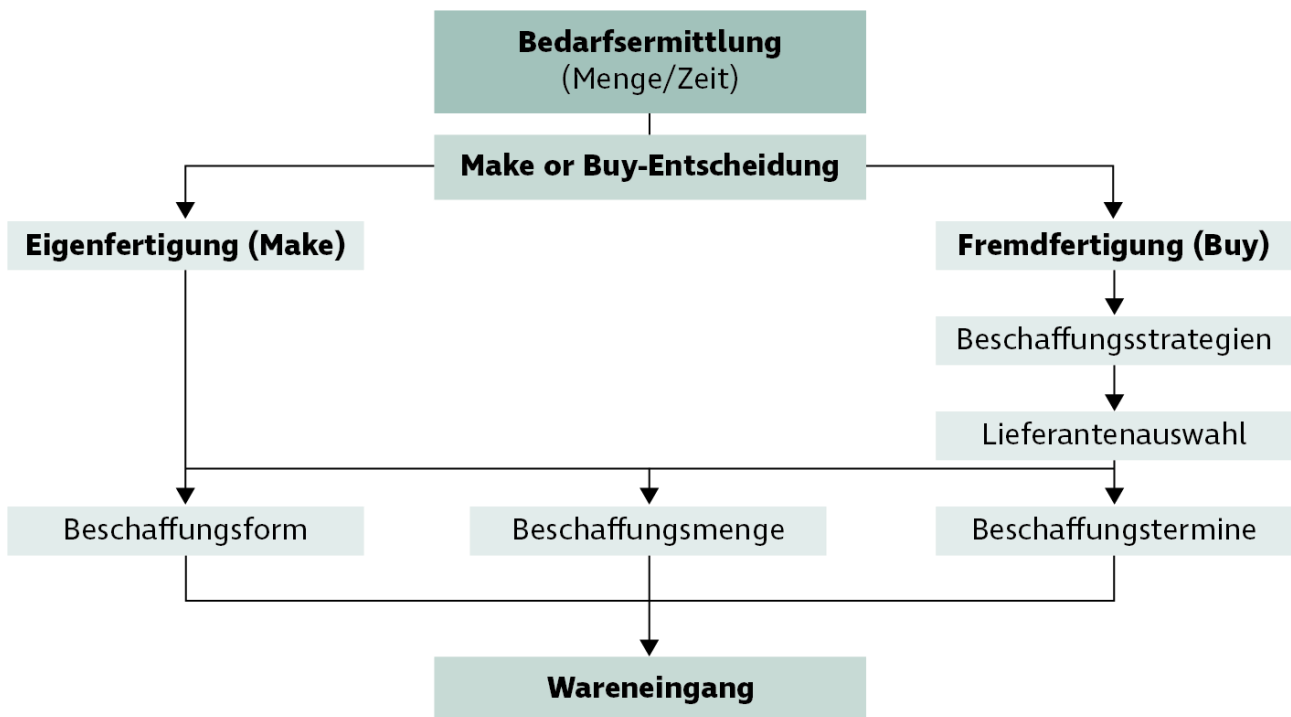 Bedarfsermittlung
(Menge/Zeit)
Make or Buy-Entscheidung
Eigenfertigung (Make)
Fremdfertigung (Buy)
Beschaffungsstrategien
Lieferantenauswahl
Beschaffungsform
Beschaffungsmenge
Beschaffungstermine
Wareneingang